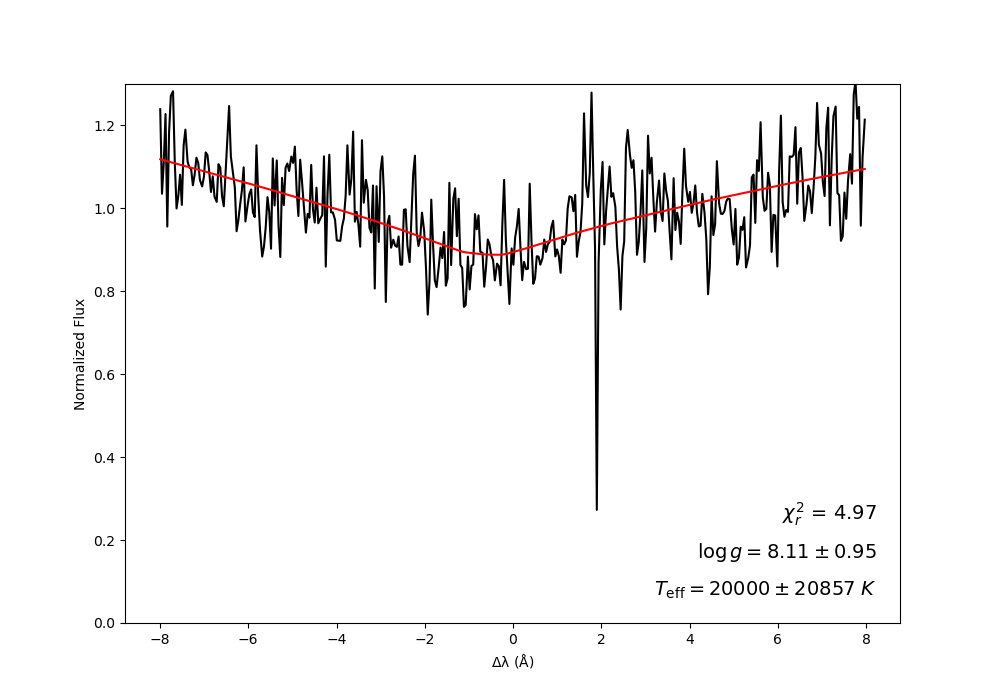 1.2
1.0
0.8
0.6
0.4
0.2
0.0
Normalized Flux
χ²ᵣ = 4.97
log g = 8.11 ± 0.95
T_eff = 20000 ± 20857 K
−8 −6 −4 −2 0 2 4 6 8
Δλ (Å)